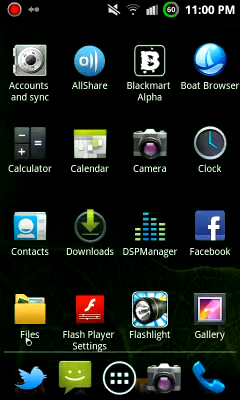 60 11:00 PM
Accounts and sync
AllShare
Blackmart Alpha
Boat Browser
Calculator
Calendar
Camera
Clock
Contacts
Downloads
DSPManager
Facebook
Files
Flash Player Settings
Flashlight
Gallery